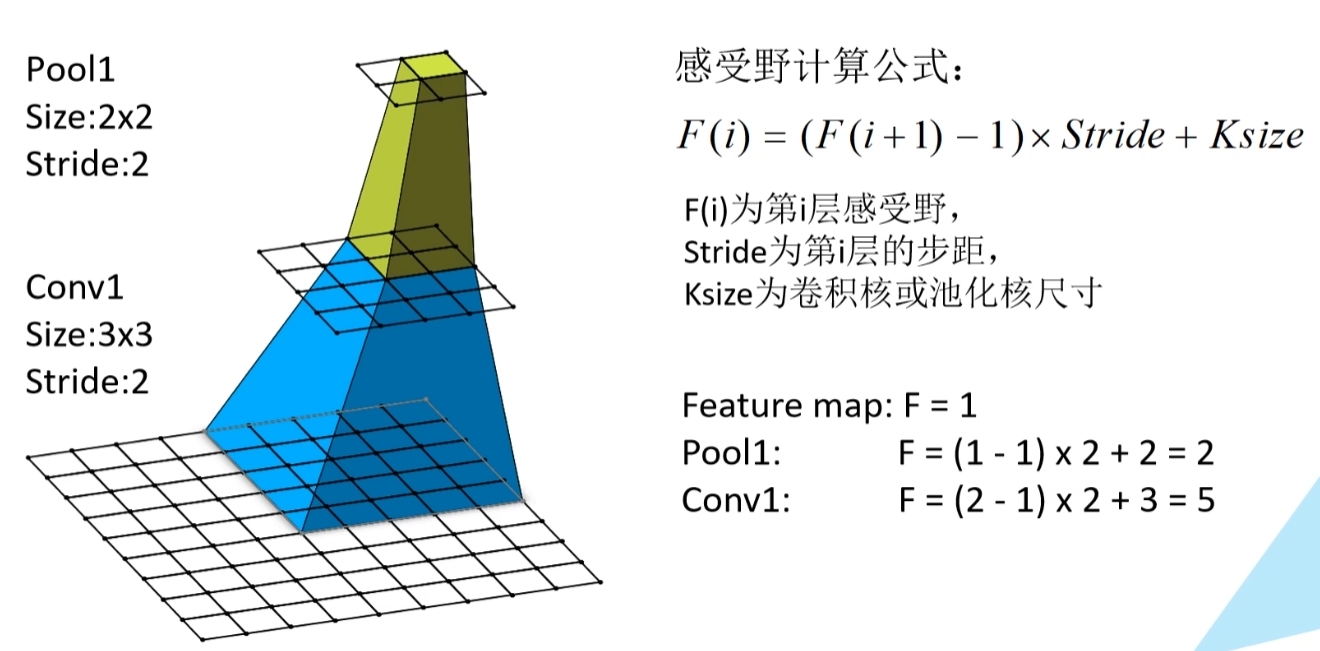 Pool1
Size:2x2
Stride:2
Conv1
Size:3x3
Stride:2
感受野计算公式：
F(i) = (F(i+1) − 1)× Stride + Ksize
F(i)为第i层感受野，
Stride为第i层的步距，
Ksize为卷积核或池化核尺寸
Feature map: F = 1
Pool1: F = (1 - 1) x 2 + 2 = 2
Conv1: F = (2 - 1) x 2 + 3 = 5